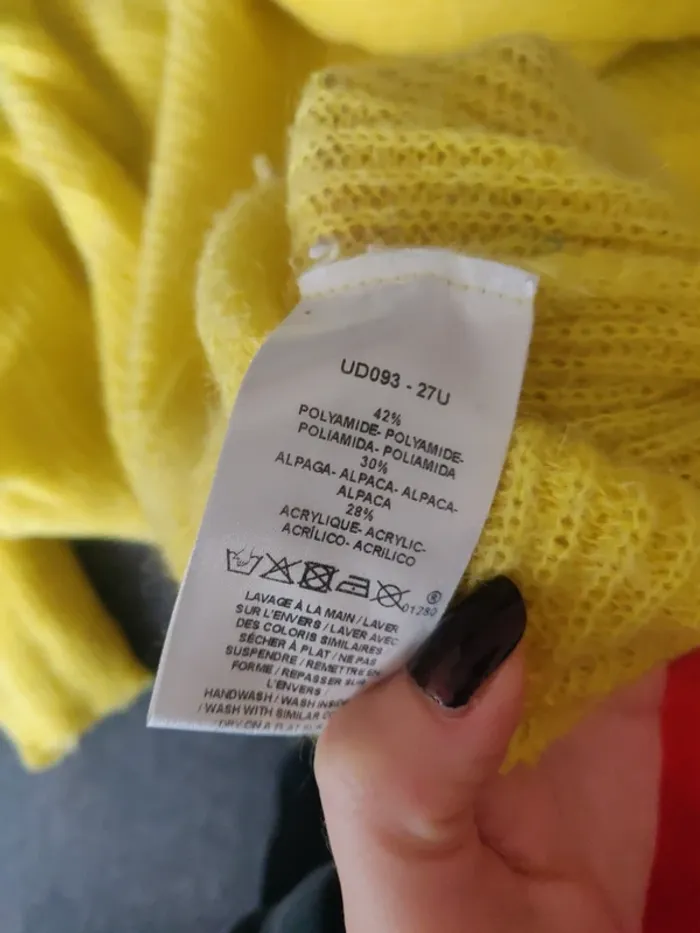 UD093 - 27U
42%
POLYAMIDE- POLYAMIDE-
POLIAMIDA- POLIAMIDA
30%
ALPAGA- ALPACA- ALPACA-
ALPACA
28%
ACRYLIQUE- ACRYLIC-
ACRÍLICO- ACRILICO
01280
LAVAGE À LA MAIN / LAVER
SUR L'ENVERS / LAVER AVEC
DES COLORIS SIMILAIRES
SÉCHER À PLAT / NE PAS
SUSPENDRE / REMETTRE EN
FORME / REPASSER SUR
L'ENVERS /
HANDWASH / WASH
/ WASH WITH SIMILAR
/ DRY ON A